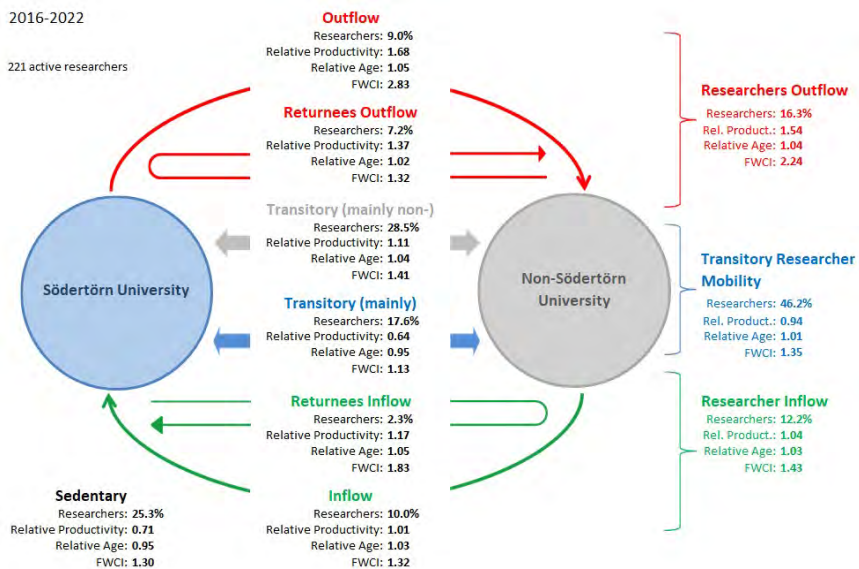 2016-2022
221 active researchers
Outflow
Researchers: 9.0%
Relative Productivity: 1.68
Relative Age: 1.05
FWCI: 2.83
Returnees Outflow
Researchers: 7.2%
Relative Productivity: 1.37
Relative Age: 1.02
FWCI: 1.32
Transitory (mainly non-)
Researchers: 28.5%
Relative Productivity: 1.11
Relative Age: 1.04
FWCI: 1.41
Södertörn University
Non-Södertörn
University
Transitory (mainly)
Researchers: 17.6%
Relative Productivity: 0.64
Relative Age: 0.95
FWCI: 1.13
Returnees Inflow
Researchers: 2.3%
Relative Productivity: 1.17
Relative Age: 1.05
FWCI: 1.83
Inflow
Researchers: 10.0%
Relative Productivity: 1.01
Relative Age: 1.03
FWCI: 1.32
Sedentary
Researchers: 25.3%
Relative Productivity: 0.71
Relative Age: 0.95
FWCI: 1.30
Researchers Outflow
Researchers: 16.3%
Rel. Product.: 1.54
Relative Age: 1.04
FWCI: 2.24
Transitory Researcher
Mobility
Researchers: 46.2%
Rel. Product.: 0.94
Relative Age: 1.01
FWCI: 1.35
Researcher Inflow
Researchers: 12.2%
Rel. Product.: 1.04
Relative Age: 1.03
FWCI: 1.43